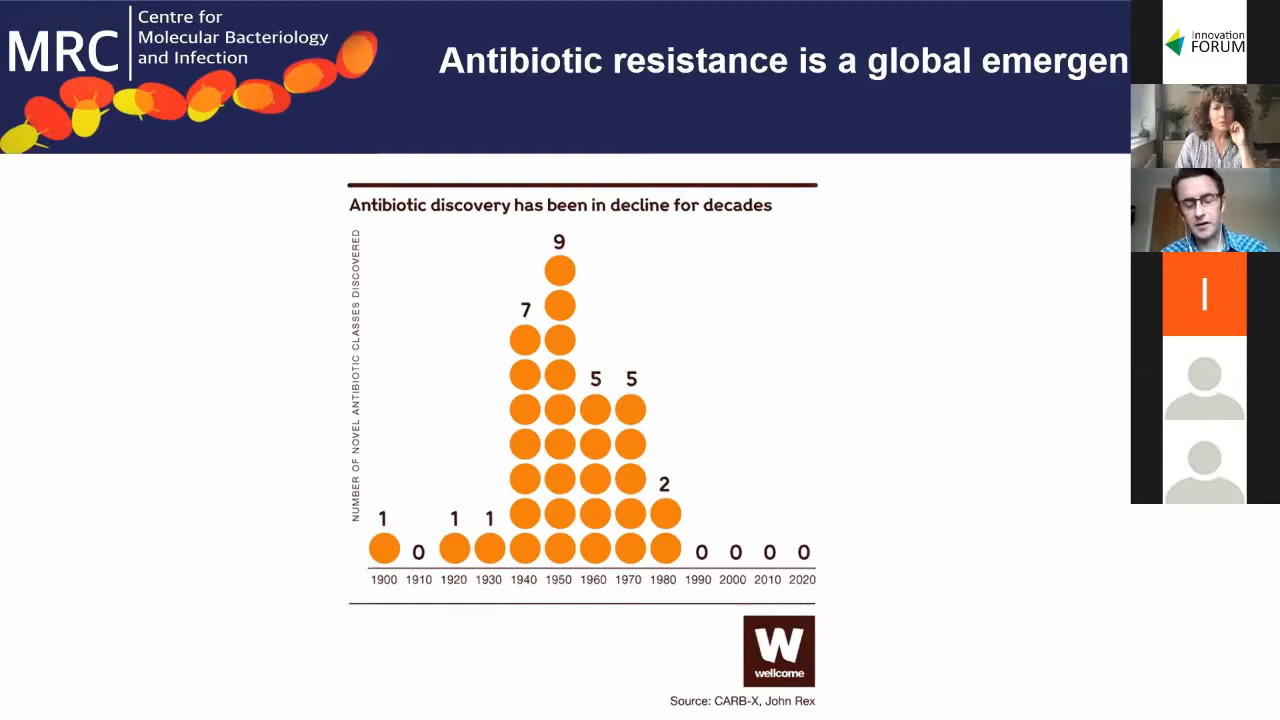 MRC
Centre for
Molecular Bacteriology
and Infection
Antibiotic resistance is a global emergen
Innovation
FORUM
Antibiotic discovery has been in decline for decades
NUMBER OF NOVEL ANTIBIOTIC CLASSES DISCOVERED
1 0 1 1 7 9 5 5 2 0 0 0 0
1900 1910 1920 1930 1940 1950 1960 1970 1980 1990 2000 2010 2020
I
W
wellcome
Source: CARB-X, John Rex